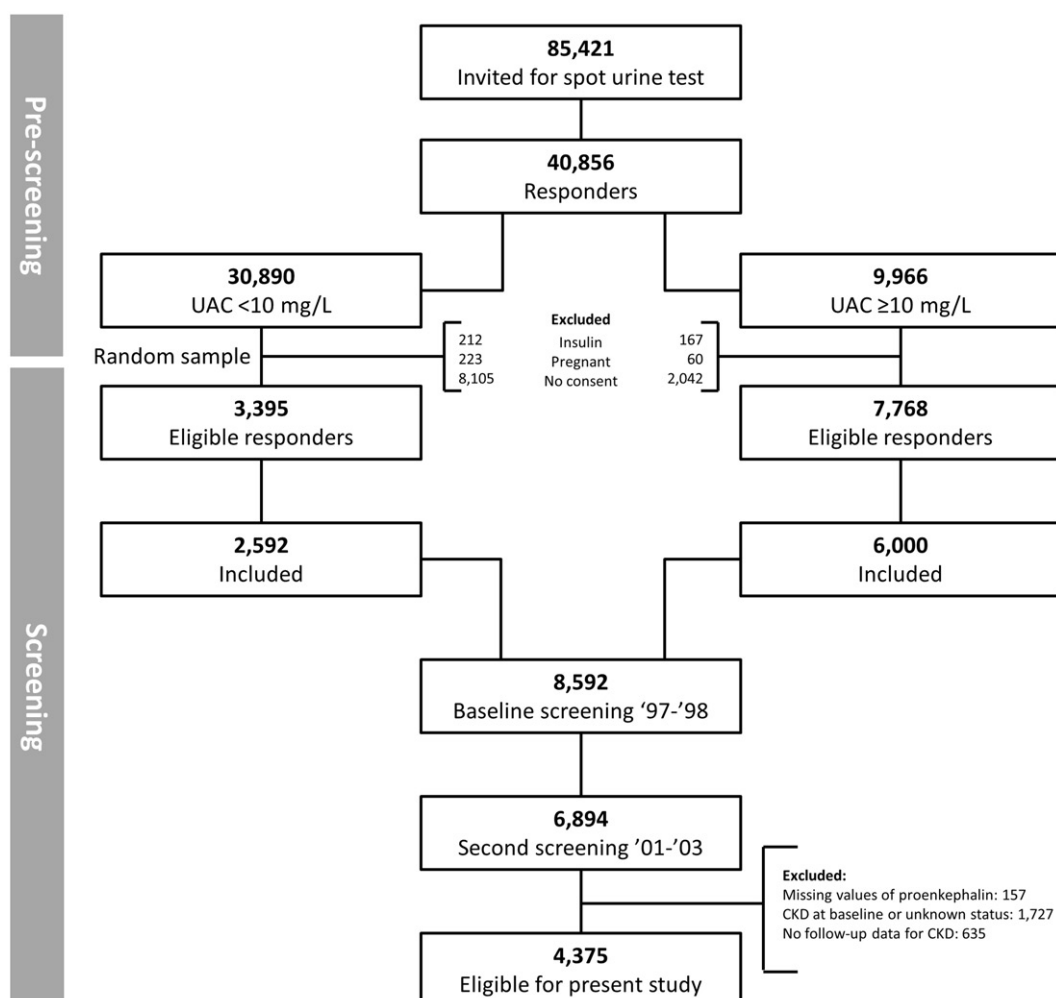 Pre-screening
85,421
Invited for spot urine test
40,856
Responders
30,890
UAC <10 mg/L
9,966
UAC ≥10 mg/L
Random sample
Excluded
212 Insulin 167
223 Pregnant 60
8,105 No consent 2,042
Screening
3,395
Eligible responders
7,768
Eligible responders
2,592
Included
6,000
Included
8,592
Baseline screening ‘97-’98
6,894
Second screening ’01-’03
Excluded:
Missing values of proenkephalin: 157
CKD at baseline or unknown status: 1,727
No follow-up data for CKD: 635
4,375
Eligible for present study